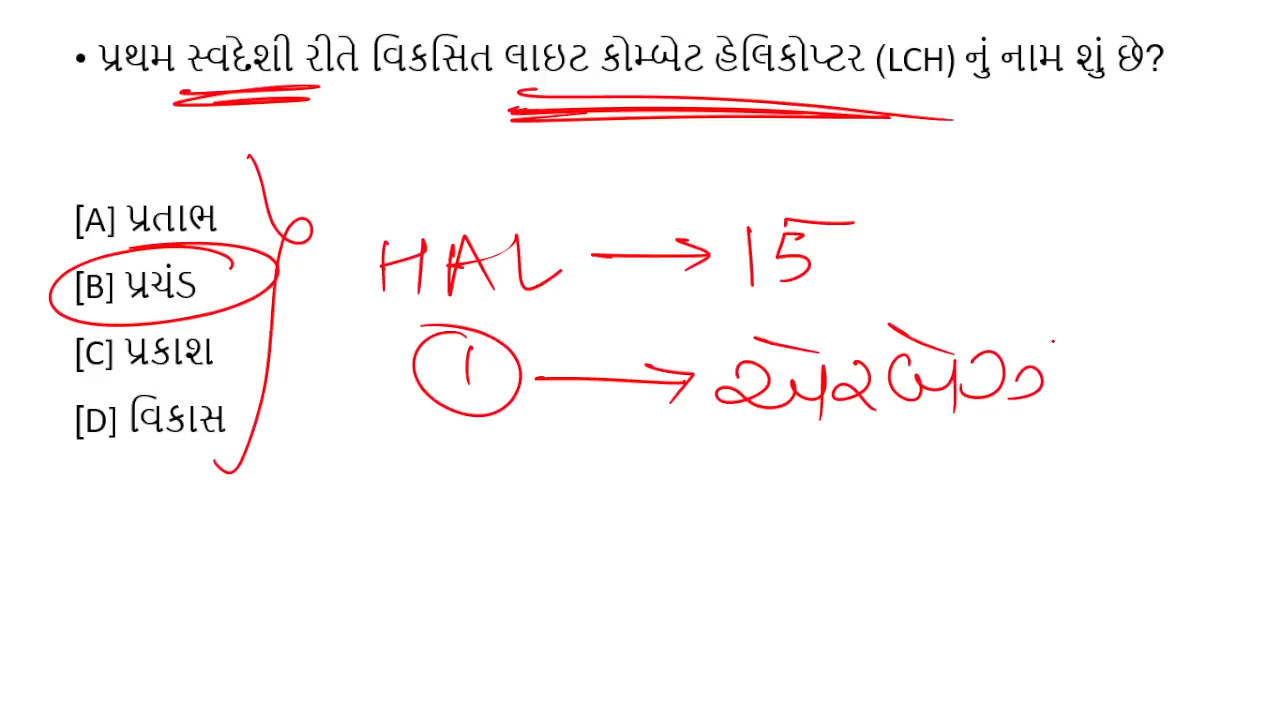 • પ્રથમ સ્વદેશી રીતે વિકસિત લાઇટ કોમ્બેટ હેલિકોપ્ટર (LCH) નું નામ શું છે?
[A] પ્રતાભ
[B] પ્રચંડ
[C] પ્રકાશ
[D] વિકાસ
HAL → 15
1 → એરબેઝ